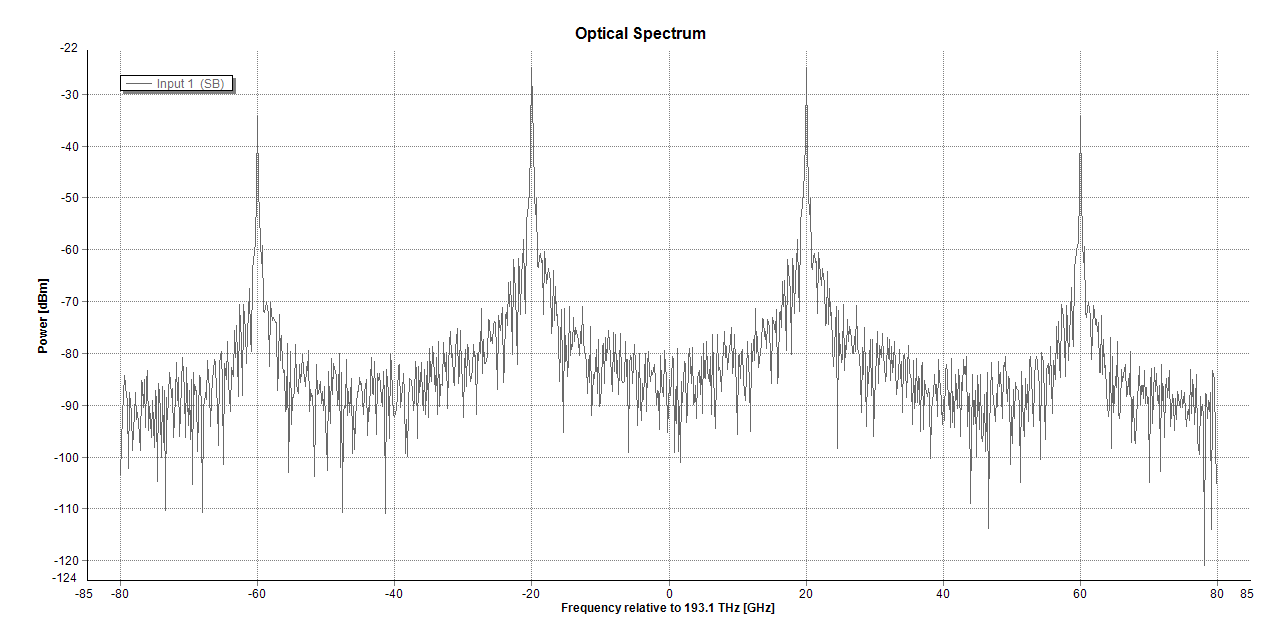 Optical Spectrum
-22
Input 1 (SB)
-30
-40
-50
-60
-70
-80
-90
-100
-110
-120
-124
Power [dBm]
-85 -80 -60 -40 -20 0 20 40 60 80 85
Frequency relative to 193.1 THz [GHz]